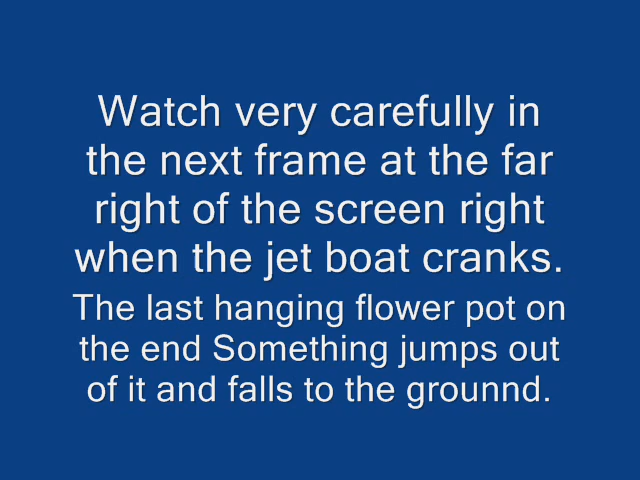 Watch very carefully in
the next frame at the far
right of the screen right
when the jet boat cranks.
The last hanging flower pot on
the end Something jumps out
of it and falls to the grounnd.